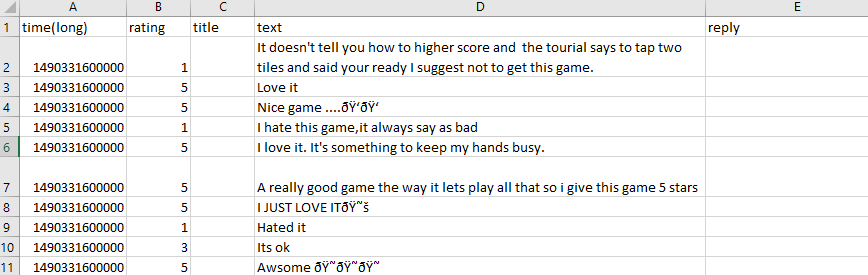 A B C D E
1 time(long) rating title text reply
It doesn't tell you how to higher score and the tourial says to tap two
2 1490331600000 1 tiles and said your ready I suggest not to get this game.
3 1490331600000 5 Love it
4 1490331600000 5 Nice game ....ðŸ‘ðŸ‘
5 1490331600000 1 I hate this game,it always say as bad
6 1490331600000 5 I love it. It's something to keep my hands busy.
7 1490331600000 5 A really good game the way it lets play all that so i give this game 5 stars
8 1490331600000 5 I JUST LOVE ITðŸ˜š
9 1490331600000 1 Hated it
10 1490331600000 3 Its ok
11 1490331600000 5 Awsome ðŸ˜ðŸ˜ðŸ˜